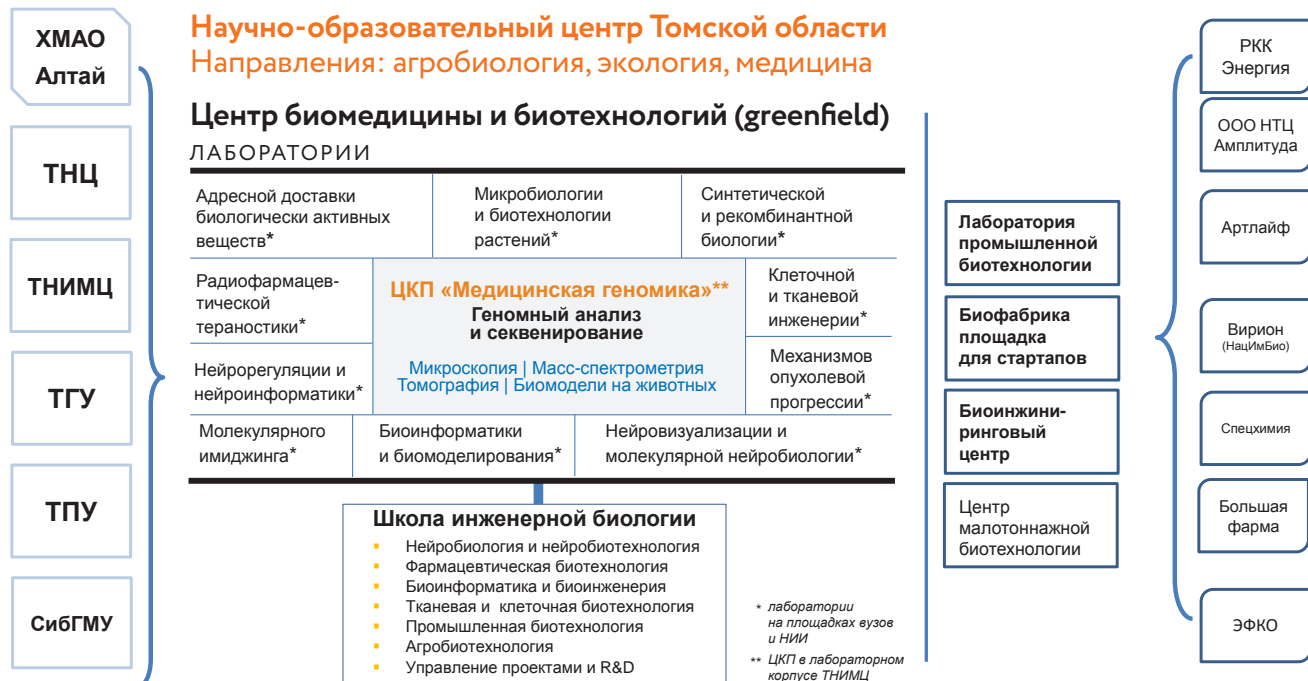 ХМАО
Алтай
ТНЦ
ТНИМЦ
ТГУ
ТПУ
СибГМУ
Научно-образовательный центр Томской области
Направления: агробиология, экология, медицина
Центр биомедицины и биотехнологий (greenfield)
ЛАБОРАТОРИИ
Адресной доставки
биологически активных
веществ*
Микробиологии
и биотехнологии
растений*
Синтетической
и рекомбинантной
биологии*
Радиофармацев-
тической
тераностики*
ЦКП «Медицинская геномика»**
Геномный анализ
и секвенирование
Микроскопия | Масс-спектрометрия
Томография | Биомодели на животных
Клеточной
и тканевой
инженерии*
Нейрорегуляции и
нейроинформатики*
Механизмов
опухолевой
прогрессии*
Молекулярного
имиджинга*
Биоинформатики
и биомоделирования*
Нейровизуализации и
молекулярной нейробиологии*
Школа инженерной биологии
▪ Нейробиология и нейробиотехнология
▪ Фармацевтическая биотехнология
▪ Биоинформатика и биоинженерия
▪ Тканевая и клеточная биотехнология
▪ Промышленная биотехнология
▪ Агробиотехнология
▪ Управление проектами и R&D
* лаборатории
на площадках вузов
и НИИ
** ЦКП в лабораторном
корпусе ТНИМЦ
Лаборатория
промышленной
биотехнологии
Биофабрика
площадка
для стартапов
Биоинжини-
ринговый
центр
Центр
малотоннажной
биотехнологии
РКК
Энергия
ООО НТЦ
Амплитуда
Артлайф
Вирион
(НацИмБио)
Спецхимия
Большая
фарма
ЭФКО